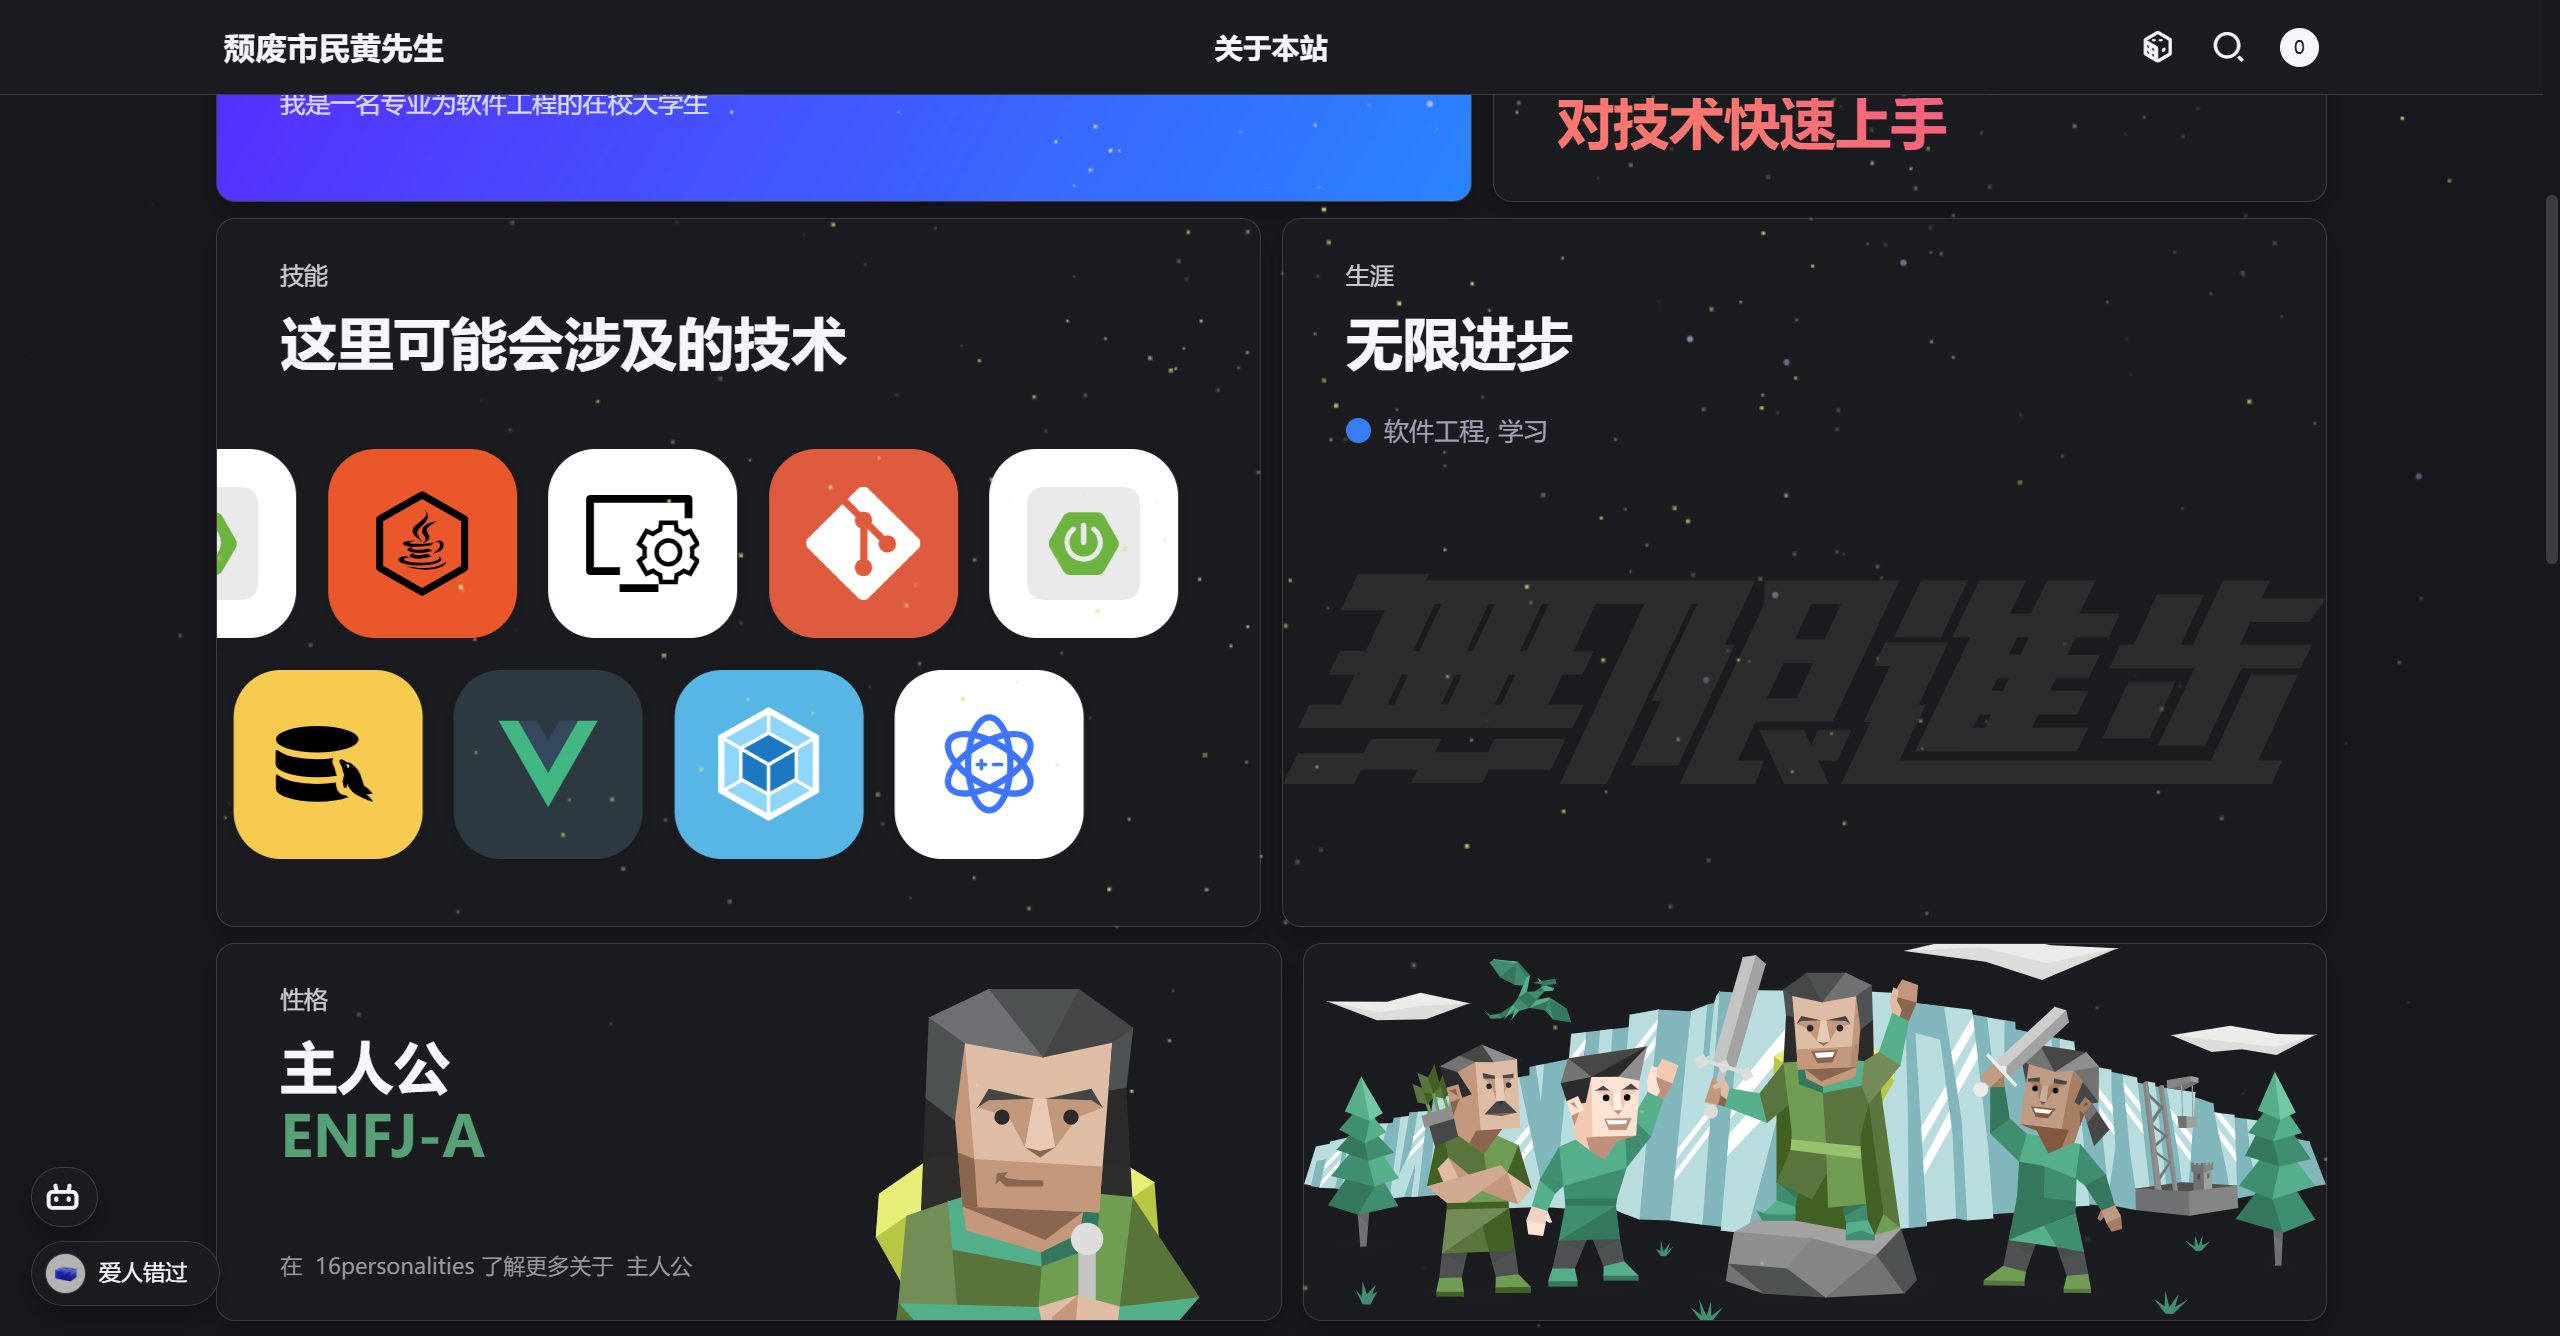 颓废市民黄先生
关于本站
0
我是一名专业为软件工程的在校大学生
对技术快速上手
技能
这里可能会涉及的技术
生涯
无限进步
软件工程, 学习
無限進步
性格
主人公
ENFJ-A
在 16personalities 了解更多关于 主人公
爱人错过